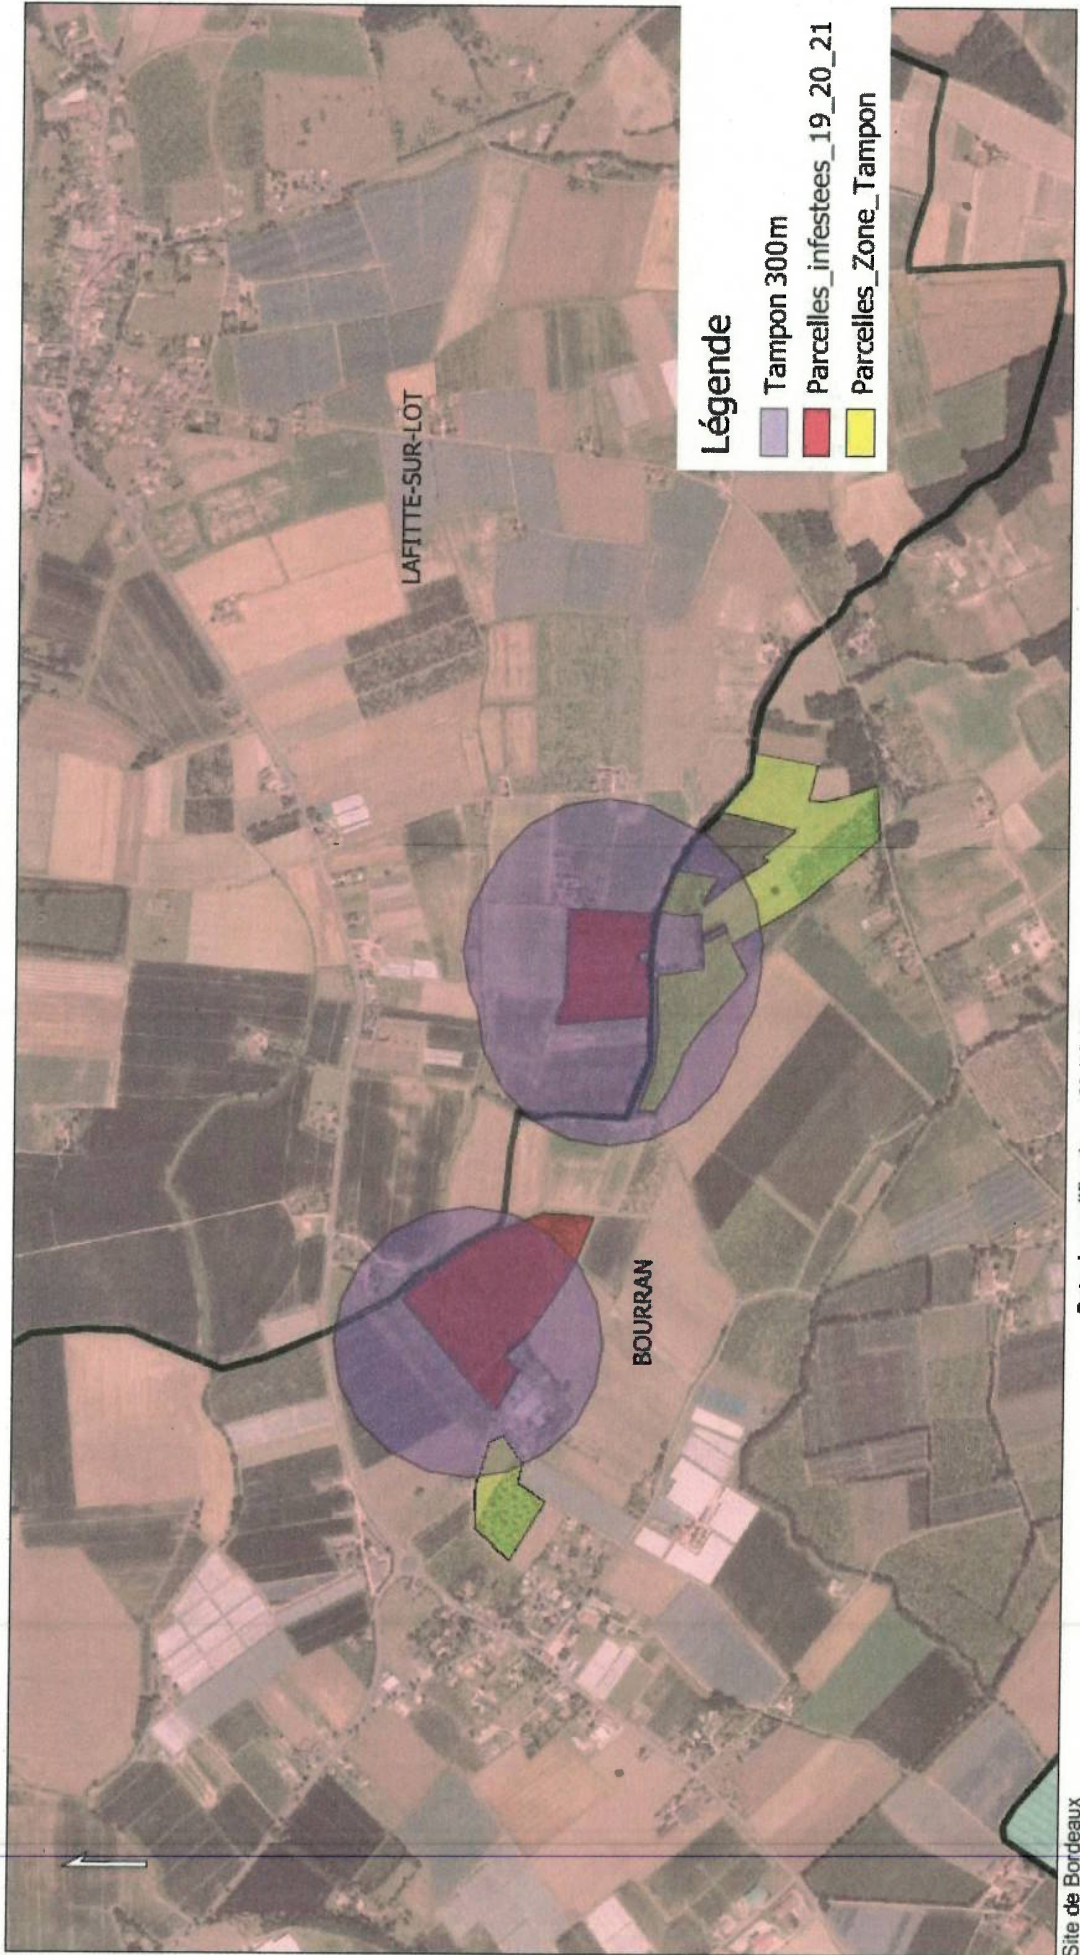 LAFITTE-SUR-LOT
BOURRAN
Légende
Tampon 300m
Parcelles_infestees_19_20_21
Parcelles_Zone_Tampon
Site de Bordeaux